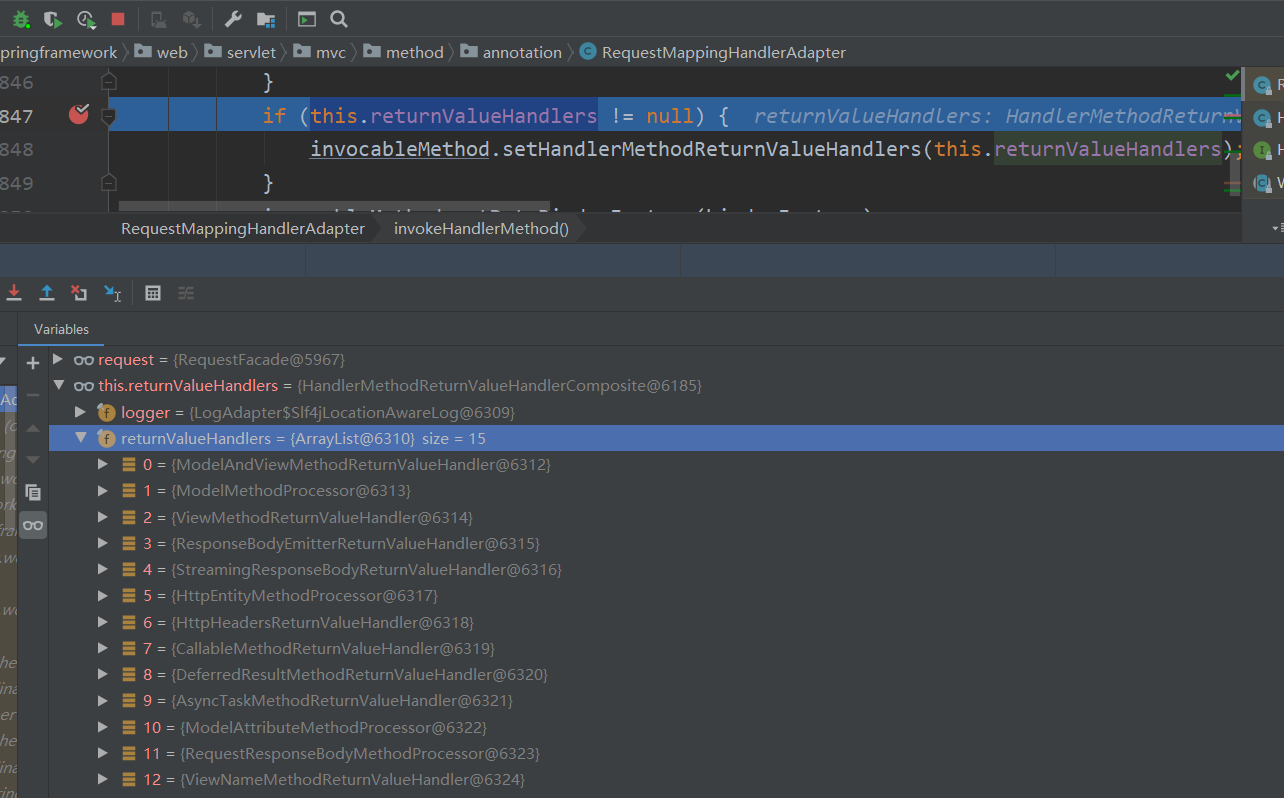 pringframework web servlet mvc method annotation RequestMappingHandlerAdapter
846 }
847 if (this.returnValueHandlers != null) { returnValueHandlers: HandlerMethodReturnV
848 invocableMethod.setHandlerMethodReturnValueHandlers(this.returnValueHandlers);
849 }
RequestMappingHandlerAdapter invokeHandlerMethod()
Variables
request = {RequestFacade@5967}
this.returnValueHandlers = {HandlerMethodReturnValueHandlerComposite@6185}
logger = {LogAdapter$Slf4jLocationAwareLog@6309}
returnValueHandlers = {ArrayList@6310} size = 15
0 = {ModelAndViewMethodReturnValueHandler@6312}
1 = {ModelMethodProcessor@6313}
2 = {ViewMethodReturnValueHandler@6314}
3 = {ResponseBodyEmitterReturnValueHandler@6315}
4 = {StreamingResponseBodyReturnValueHandler@6316}
5 = {HttpEntityMethodProcessor@6317}
6 = {HttpHeadersReturnValueHandler@6318}
7 = {CallableMethodReturnValueHandler@6319}
8 = {DeferredResultMethodReturnValueHandler@6320}
9 = {AsyncTaskMethodReturnValueHandler@6321}
10 = {ModelAttributeMethodProcessor@6322}
11 = {RequestResponseBodyMethodProcessor@6323}
12 = {ViewNameMethodReturnValueHandler@6324}